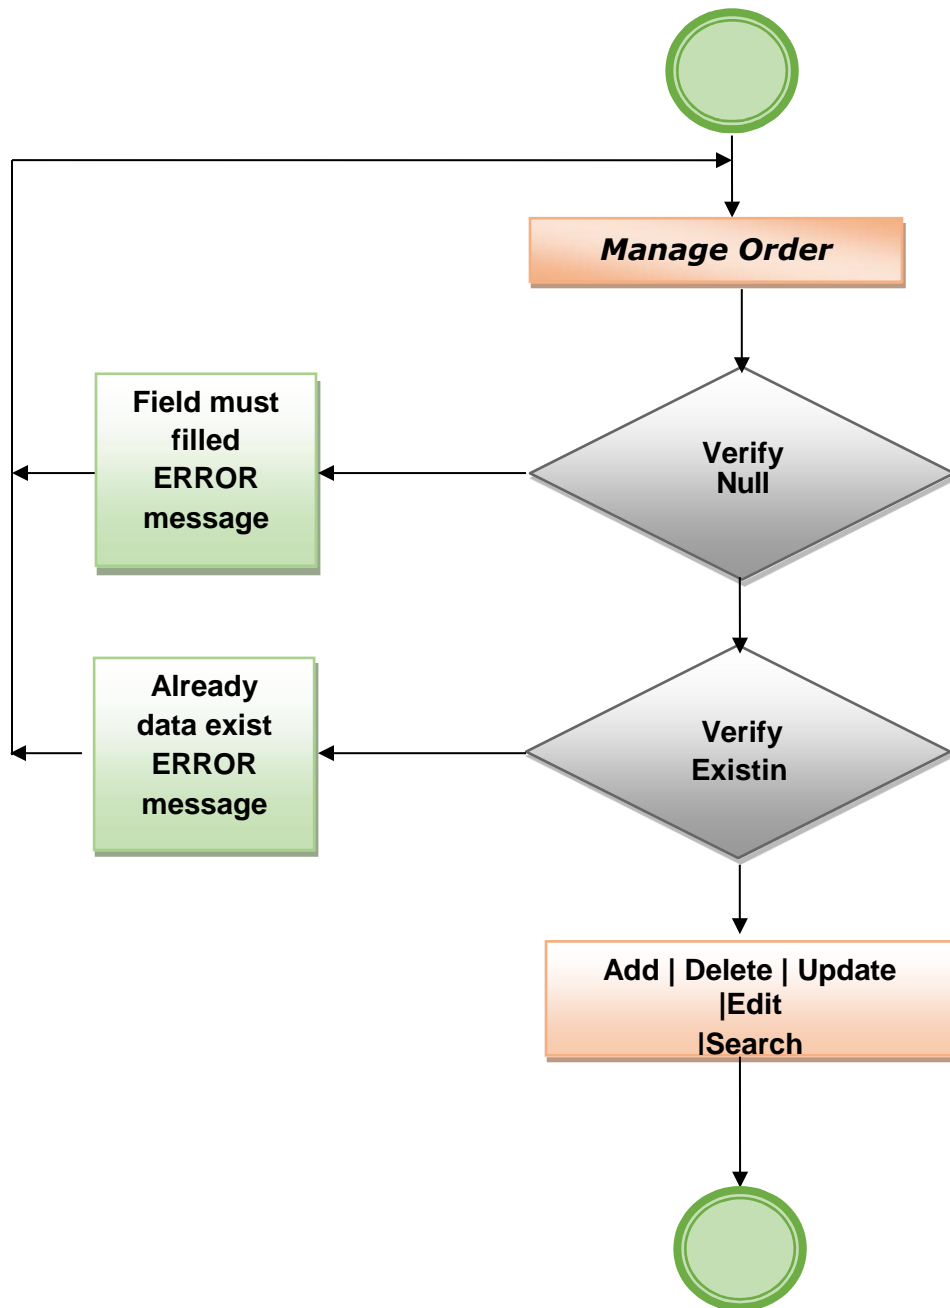 Manage Order
Field must
filled
ERROR
message
Verify
Null
Already
data exist
ERROR
message
Verify
Existin
Add | Delete | Update
|Edit
|Search